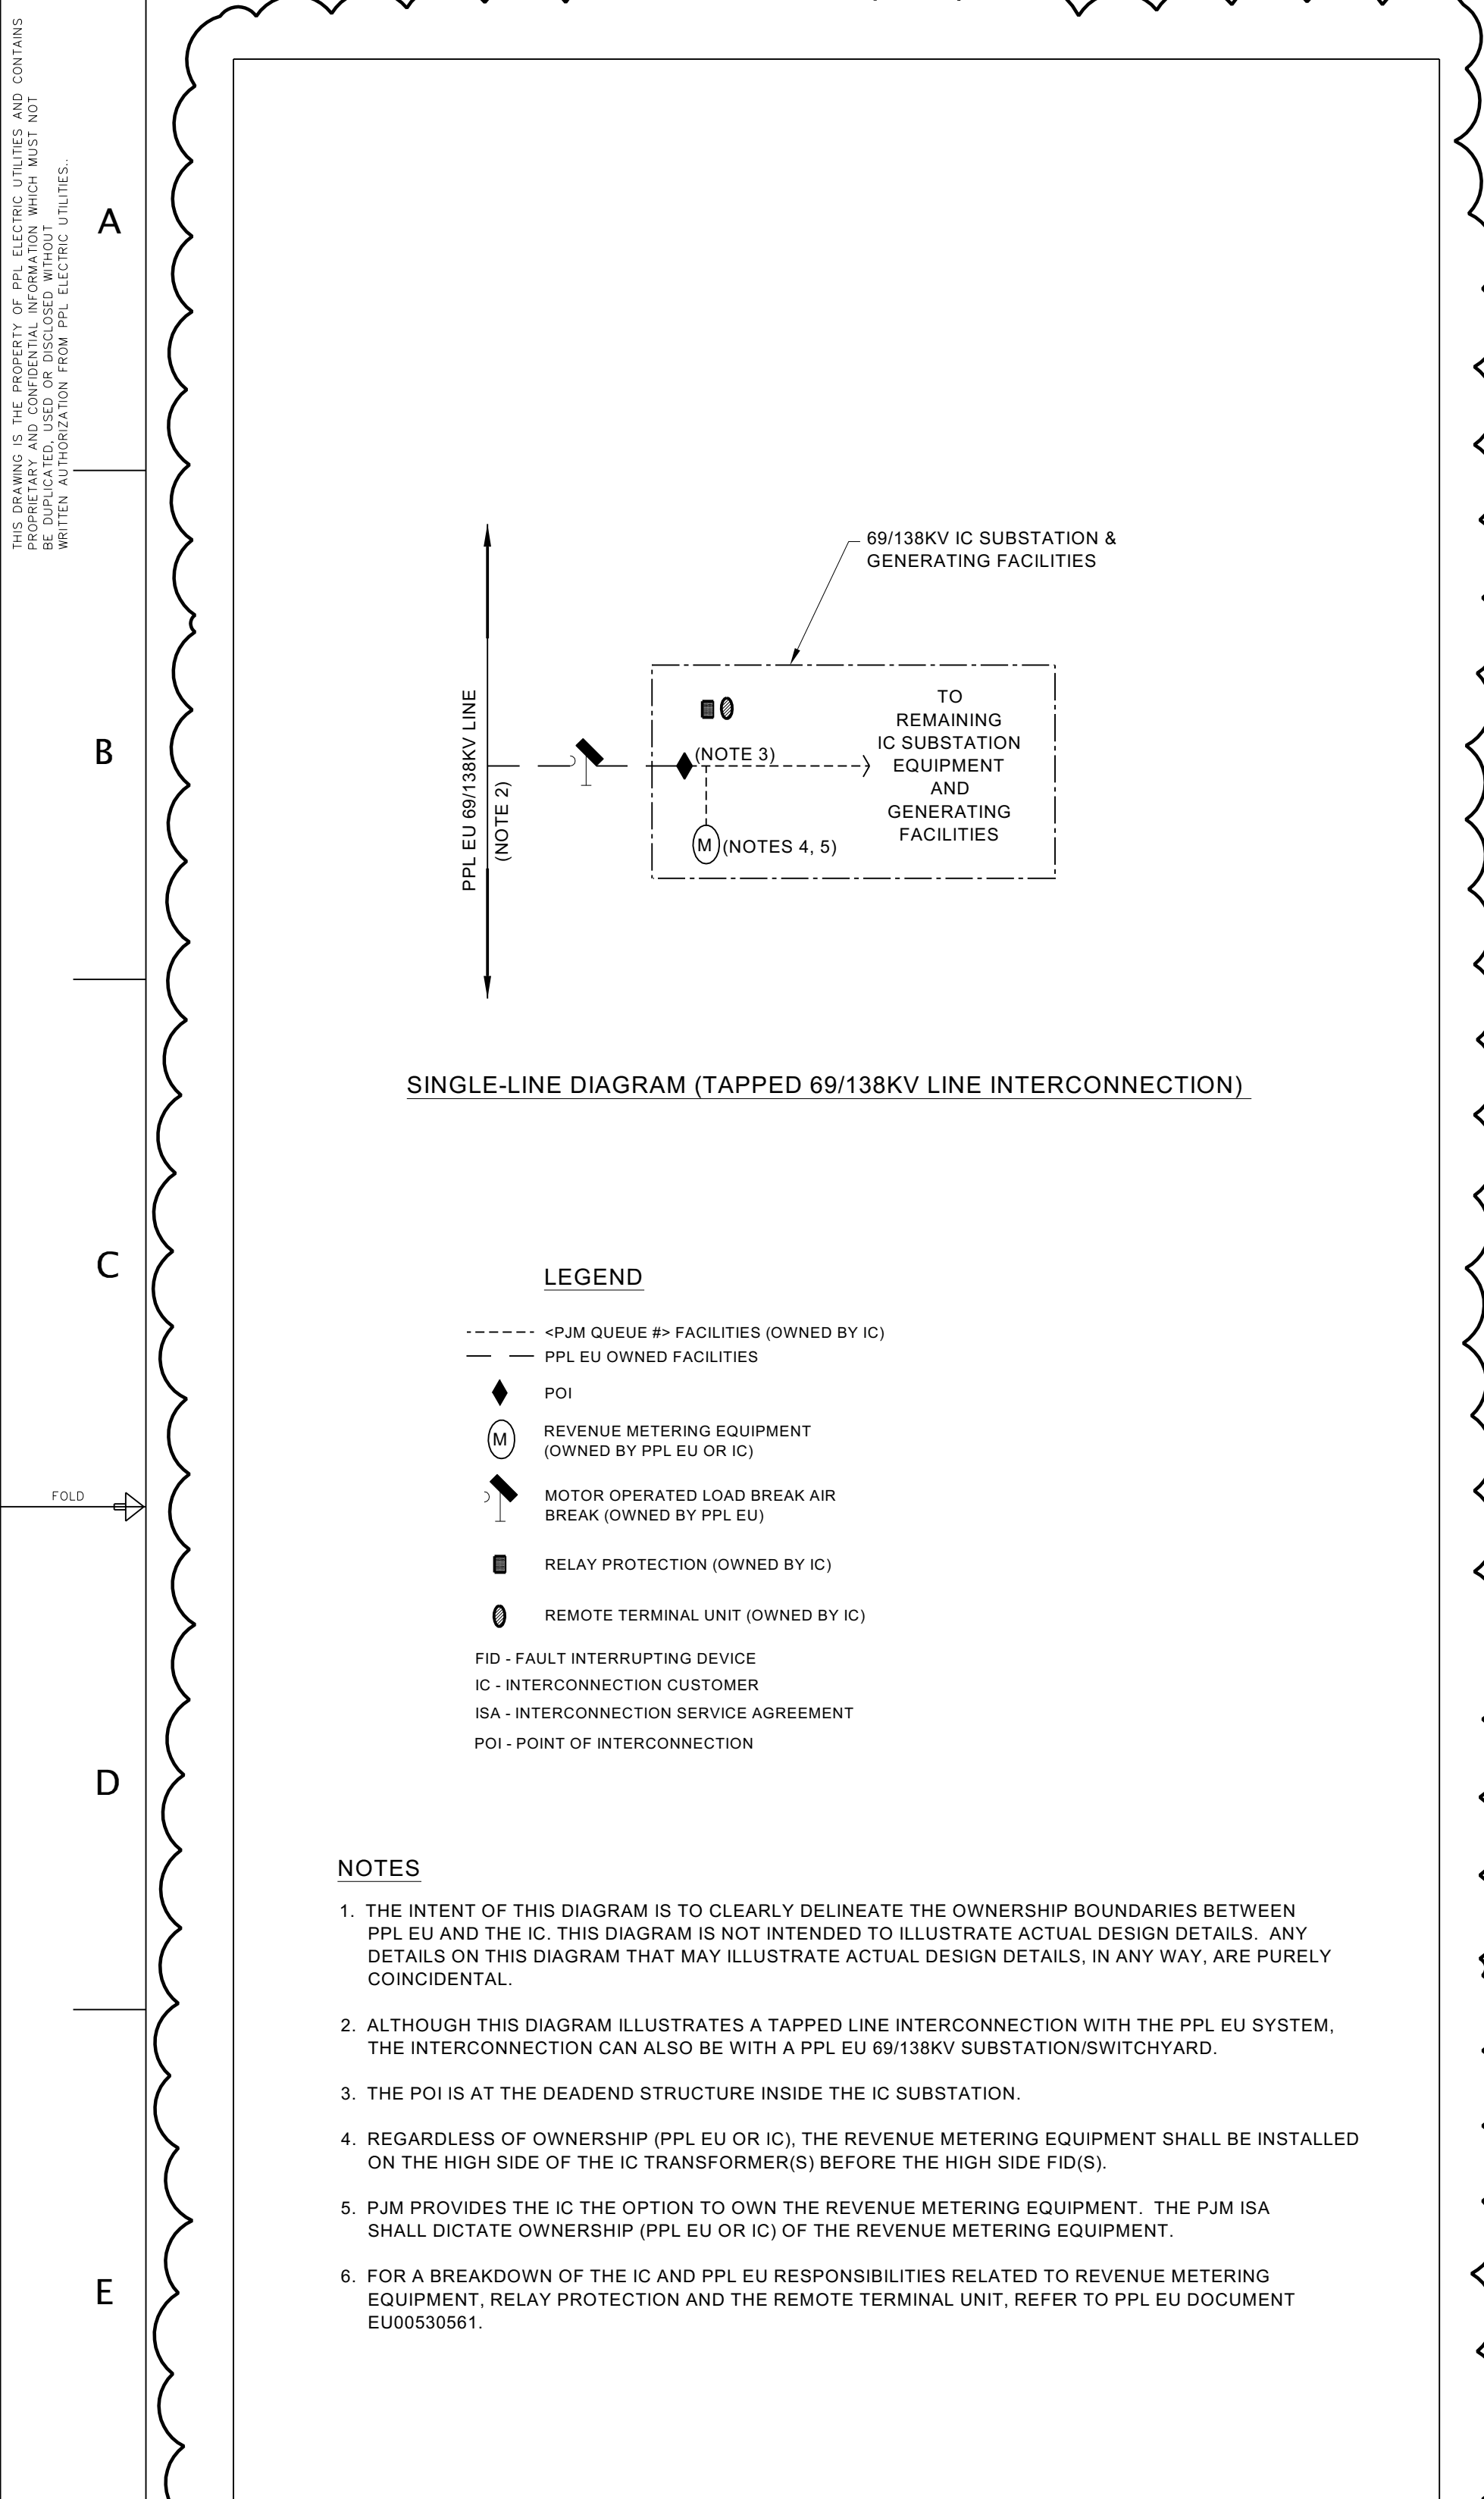 THIS DRAWING IS THE PROPERTY OF PPL ELECTRIC UTILITIES AND CONTAINS
PROPRIETARY AND CONFIDENTIAL INFORMATION WHICH MUST NOT
BE DUPLICATED, USED OR DISCLOSED WITHOUT
WRITTEN AUTHORIZATION FROM PPL ELECTRIC UTILITIES..
A
B
C
FOLD
D
E
69/138KV IC SUBSTATION &
GENERATING FACILITIES
PPL EU 69/138KV LINE
(NOTE 2)
(NOTE 3)
M
(NOTES 4, 5)
TO
REMAINING
IC SUBSTATION
EQUIPMENT
AND
GENERATING
FACILITIES
SINGLE-LINE DIAGRAM (TAPPED 69/138KV LINE INTERCONNECTION)
LEGEND
<PJM QUEUE #> FACILITIES (OWNED BY IC)
PPL EU OWNED FACILITIES
POI
M
REVENUE METERING EQUIPMENT
(OWNED BY PPL EU OR IC)
MOTOR OPERATED LOAD BREAK AIR
BREAK (OWNED BY PPL EU)
RELAY PROTECTION (OWNED BY IC)
REMOTE TERMINAL UNIT (OWNED BY IC)
FID - FAULT INTERRUPTING DEVICE
IC - INTERCONNECTION CUSTOMER
ISA - INTERCONNECTION SERVICE AGREEMENT
POI - POINT OF INTERCONNECTION
NOTES
1. THE INTENT OF THIS DIAGRAM IS TO CLEARLY DELINEATE THE OWNERSHIP BOUNDARIES BETWEEN
PPL EU AND THE IC. THIS DIAGRAM IS NOT INTENDED TO ILLUSTRATE ACTUAL DESIGN DETAILS. ANY
DETAILS ON THIS DIAGRAM THAT MAY ILLUSTRATE ACTUAL DESIGN DETAILS, IN ANY WAY, ARE PURELY
COINCIDENTAL.
2. ALTHOUGH THIS DIAGRAM ILLUSTRATES A TAPPED LINE INTERCONNECTION WITH THE PPL EU SYSTEM,
THE INTERCONNECTION CAN ALSO BE WITH A PPL EU 69/138KV SUBSTATION/SWITCHYARD.
3. THE POI IS AT THE DEADEND STRUCTURE INSIDE THE IC SUBSTATION.
4. REGARDLESS OF OWNERSHIP (PPL EU OR IC), THE REVENUE METERING EQUIPMENT SHALL BE INSTALLED
ON THE HIGH SIDE OF THE IC TRANSFORMER(S) BEFORE THE HIGH SIDE FID(S).
5. PJM PROVIDES THE IC THE OPTION TO OWN THE REVENUE METERING EQUIPMENT. THE PJM ISA
SHALL DICTATE OWNERSHIP (PPL EU OR IC) OF THE REVENUE METERING EQUIPMENT.
6. FOR A BREAKDOWN OF THE IC AND PPL EU RESPONSIBILITIES RELATED TO REVENUE METERING
EQUIPMENT, RELAY PROTECTION AND THE REMOTE TERMINAL UNIT, REFER TO PPL EU DOCUMENT
EU00530561.